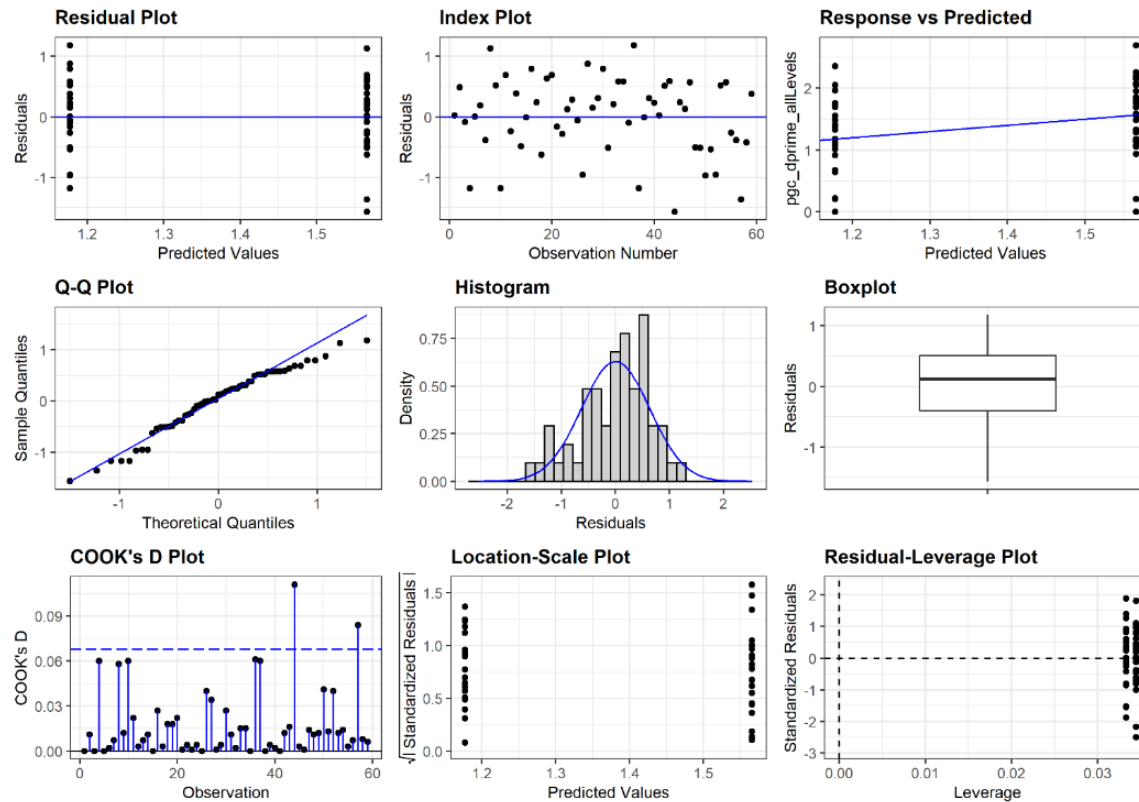 Residual Plot
Residuals
1
0
-1
1.2
1.3
1.4
1.5
Predicted Values
Index Plot
Residuals
1
0
-1
0
20
40
60
Observation Number
Response vs Predicted
pgc_dprime_allLevels
2
1
0
1.2
1.3
1.4
1.5
Predicted Values
Q-Q Plot
Sample Quantiles
1
0
-1
-1
0
1
Theoretical Quantiles
Histogram
Density
0.75
0.50
0.25
0.00
-2
-1
0
1
2
Residuals
Boxplot
Residuals
1
0
-1
COOK's D Plot
COOK's D
0.09
0.06
0.03
0.00
0
20
40
60
Observation
Location-Scale Plot
√| Standardized Residuals |
1.5
1.0
0.5
0.0
1.2
1.3
1.4
1.5
Predicted Values
Residual-Leverage Plot
Standardized Residuals
2
1
0
-1
-2
-3
0.00
0.01
0.02
0.03
Leverage